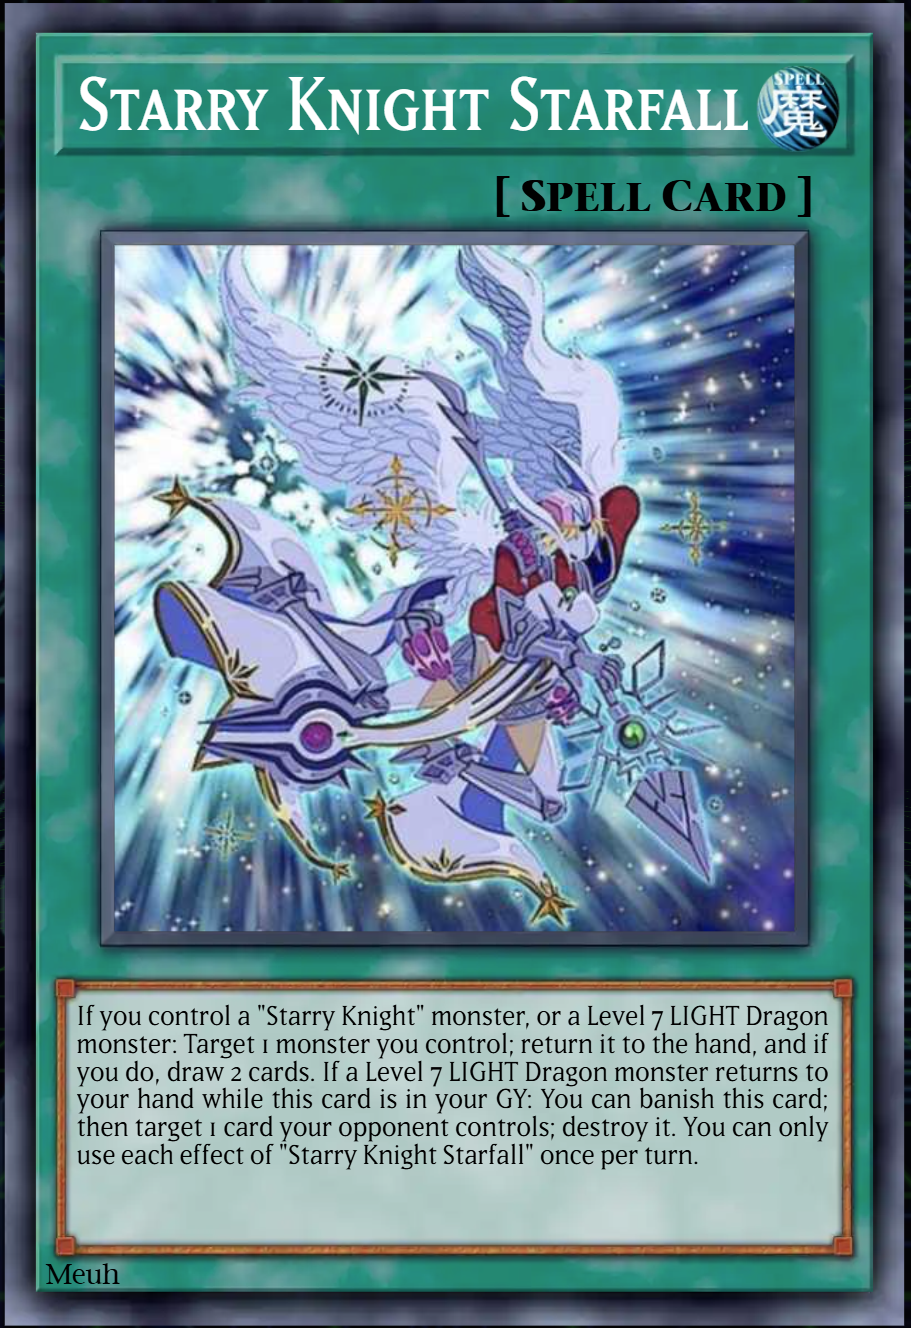 Starry Knight Starfall
SPELL
魔
[ Spell Card ]
If you control a "Starry Knight" monster, or a Level 7 LIGHT Dragon
monster: Target 1 monster you control; return it to the hand, and if
you do, draw 2 cards. If a Level 7 LIGHT Dragon monster returns to
your hand while this card is in your GY: You can banish this card;
then target 1 card your opponent controls; destroy it. You can only
use each effect of "Starry Knight Starfall" once per turn.
Meuh